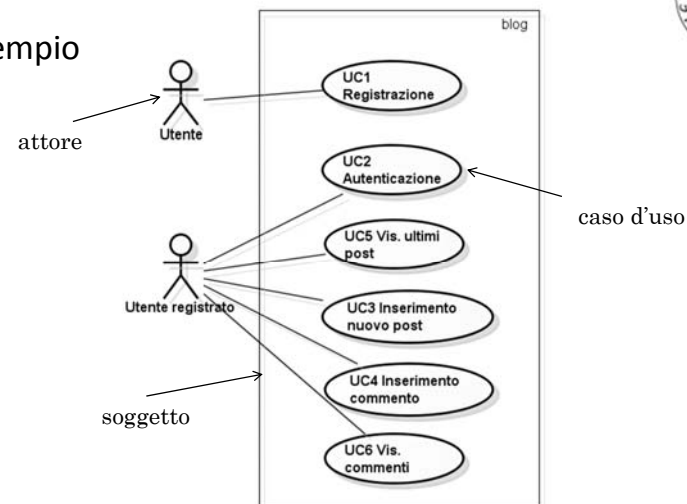 empio
blog
UC1
Registrazione
attore
Utente
UC2
Autenticazione
caso d'uso
UC5 Vis. ultimi
post
Utente registrato
UC3 Inserimento
nuovo post
UC4 Inserimento
commento
soggetto
UC6 Vis.
commenti